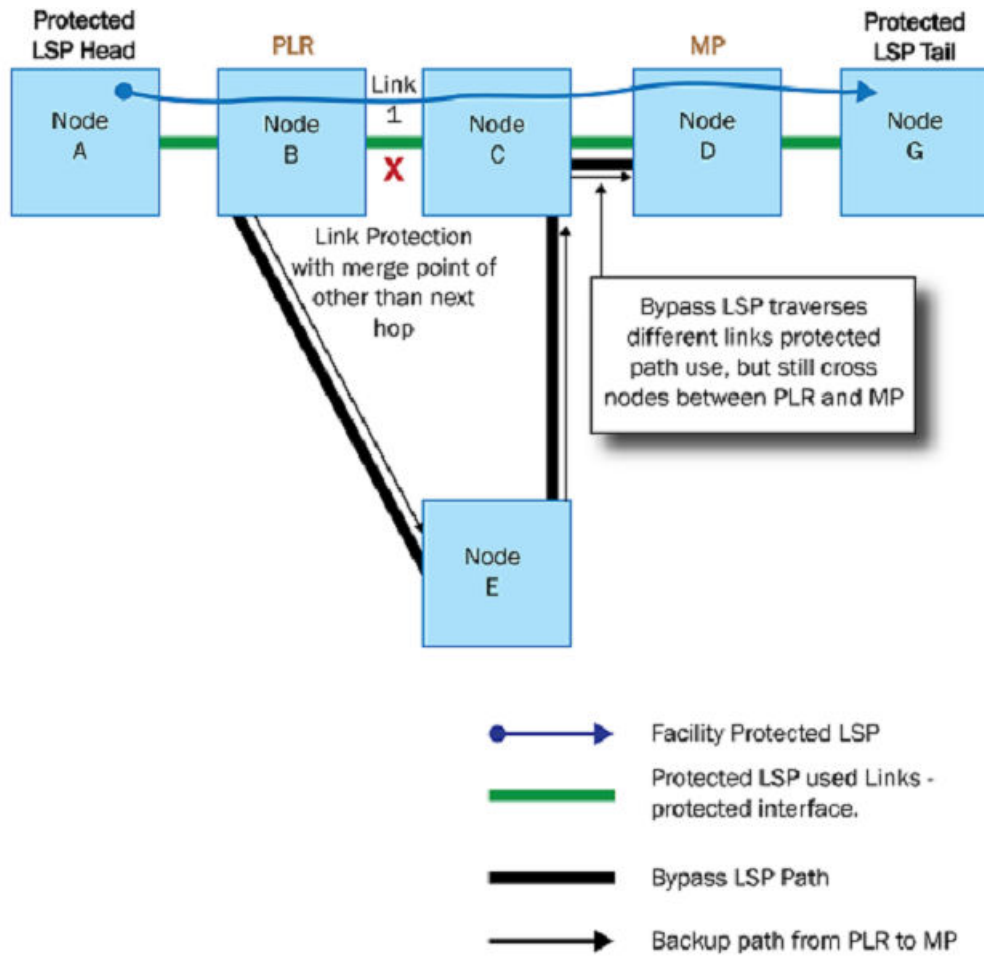 Protected
LSP Head
PLR
MP
Protected
LSP Tail
Node
A
Node
B
Link
1
X
Node
C
Node
D
Node
G
Link Protection
with merge point of
other than next
hop
Bypass LSP traverses
different links protected
path use, but still cross
nodes between PLR and MP
Node
E
Facility Protected LSP
Protected LSP used Links -
protected interface.
Bypass LSP Path
Backup path from PLR to MP